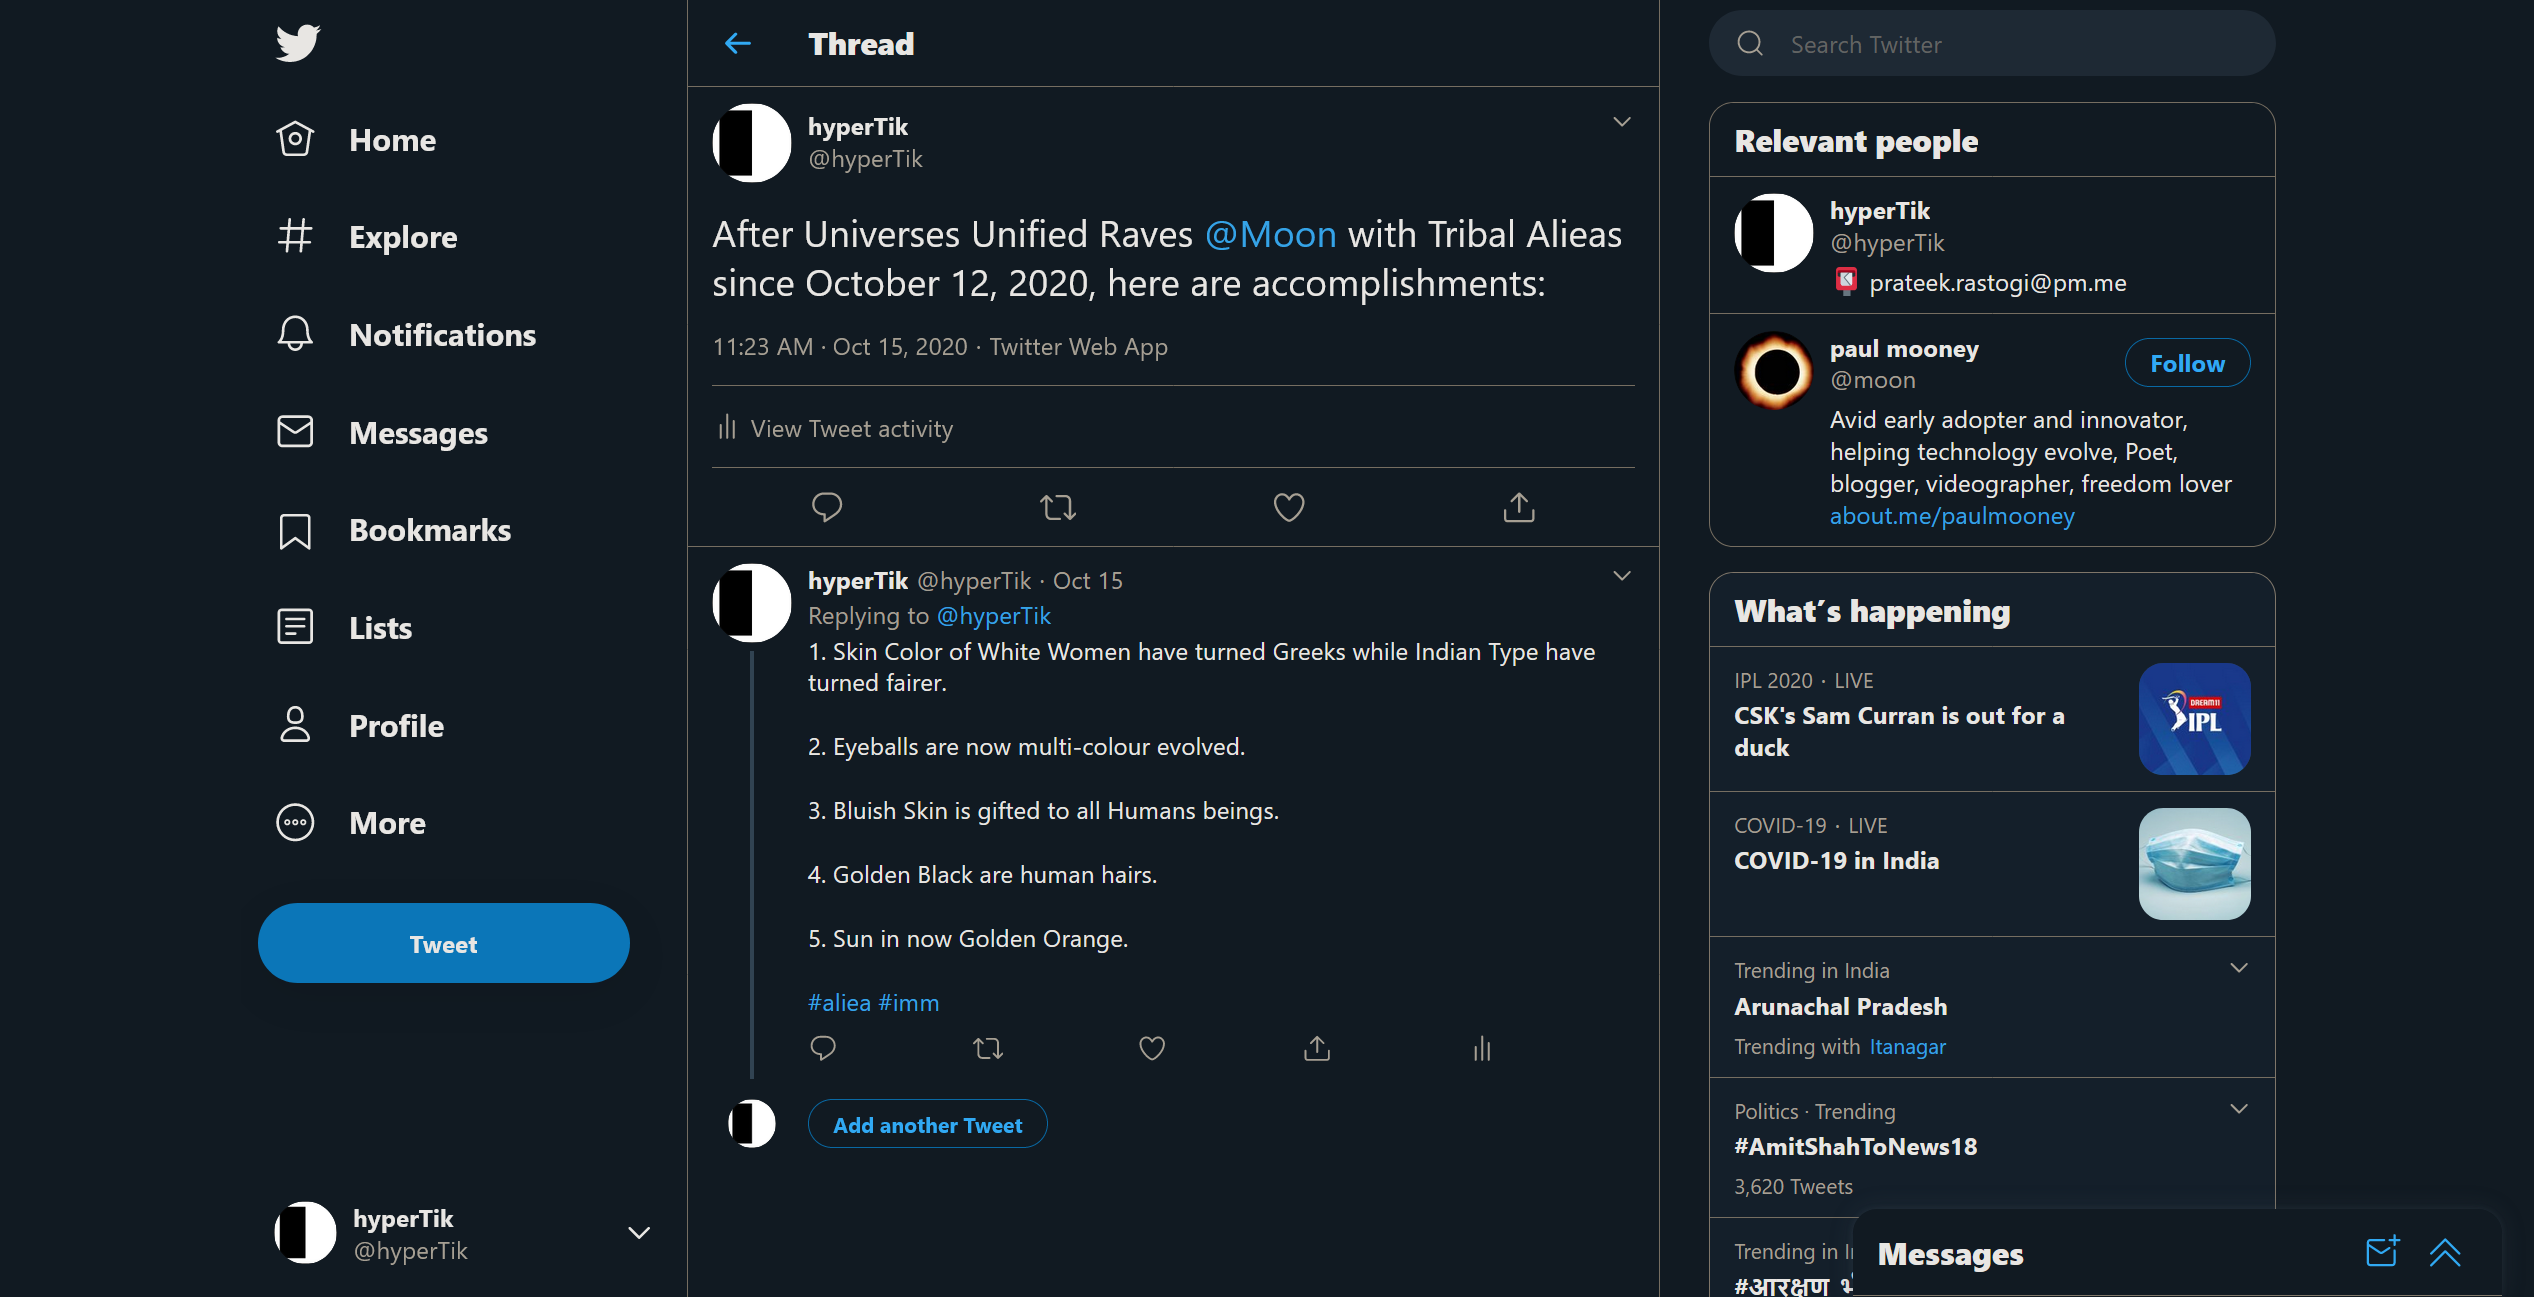 Home
Explore
Notifications
Messages
Bookmarks
Lists
Profile
More
Tweet
hyperTik
@hyperTik
Thread
hyperTik
@hyperTik
After Universes Unified Raves @Moon with Tribal Alieas
since October 12, 2020, here are accomplishments:
11:23 AM · Oct 15, 2020 · Twitter Web App
View Tweet activity
hyperTik @hyperTik · Oct 15
Replying to @hyperTik
1. Skin Color of White Women have turned Greeks while Indian Type have
turned fairer.
2. Eyeballs are now multi-colour evolved.
3. Bluish Skin is gifted to all Humans beings.
4. Golden Black are human hairs.
5. Sun in now Golden Orange.
#aliea #imm
Add another Tweet
Search Twitter
Relevant people
hyperTik
@hyperTik
prateek.rastogi@pm.me
paul mooney
@moon
Follow
Avid early adopter and innovator,
helping technology evolve, Poet,
blogger, videographer, freedom lover
about.me/paulmooney
What´s happening
IPL 2020 · LIVE
CSK's Sam Curran is out for a
duck
DREAM11
IPL
COVID-19 · LIVE
COVID-19 in India
Trending in India
Arunachal Pradesh
Trending with Itanagar
Politics · Trending
#AmitShahToNews18
3,620 Tweets
Trending in
#आरक्षण
Messages